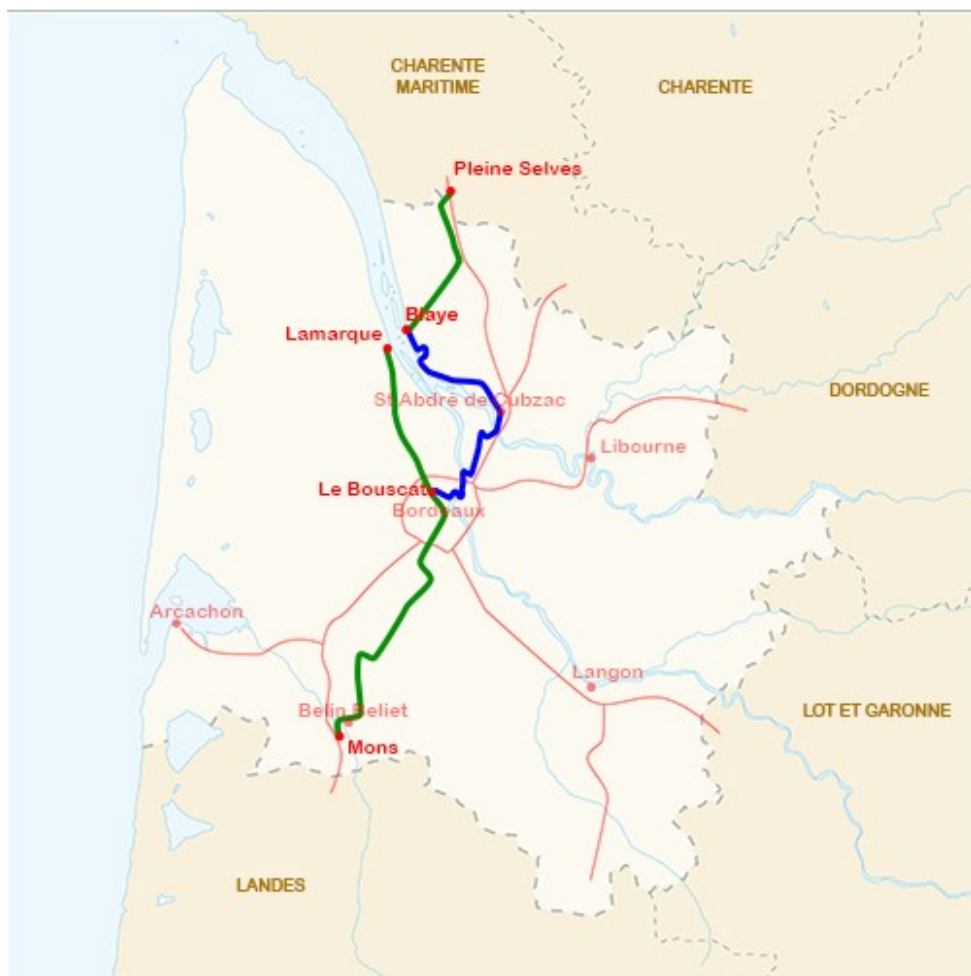 CHARENTE
MARITIME
CHARENTE
Pleine Selves
Blaye
Lamarque
St Abdre de Cubzac
DORDOGNE
Libourne
Le Bouscat
Bordeaux
Arcachon
Langon
Belin Beliet
LOT ET GARONNE
Mons
LANDES